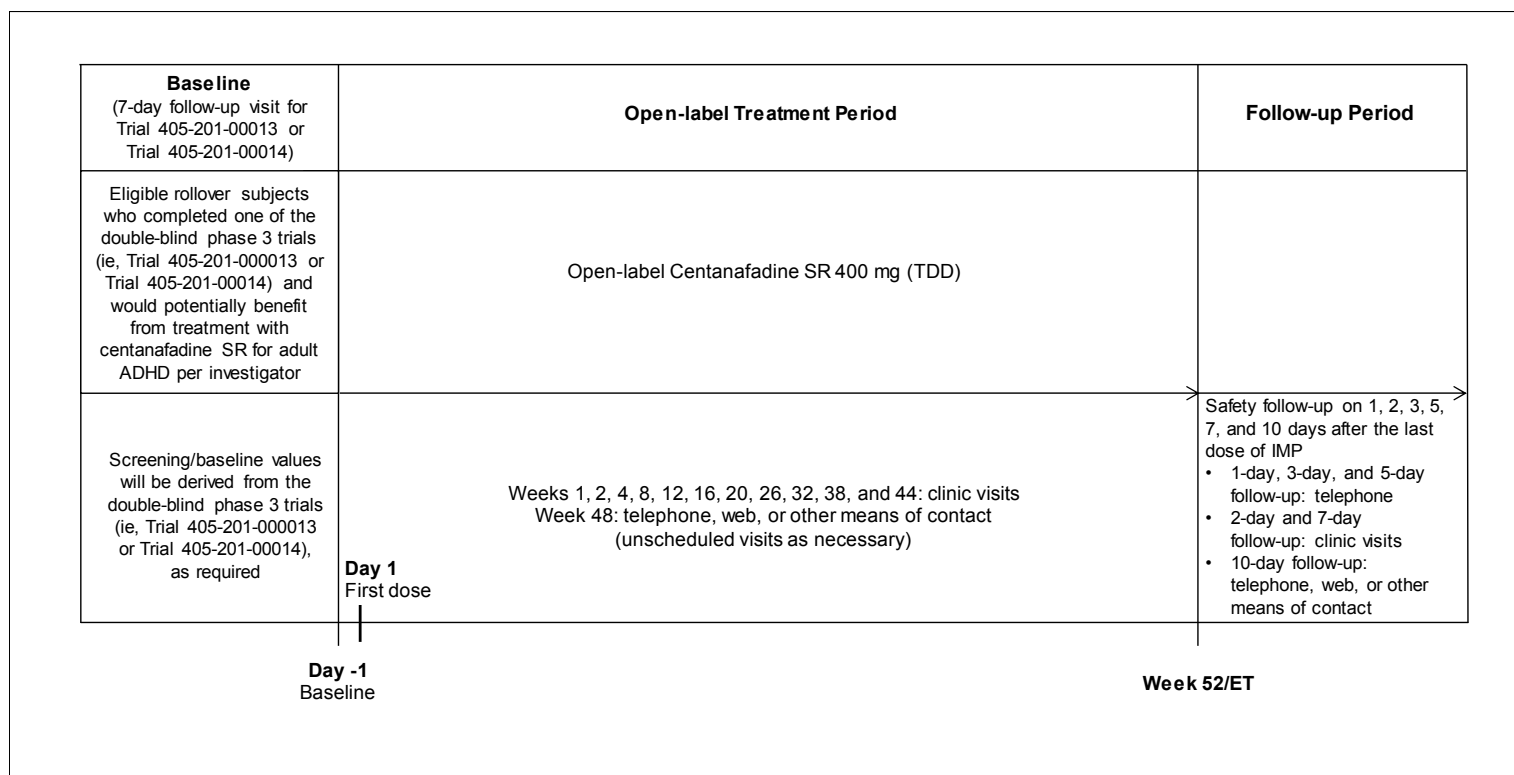 Baseline
(7-day follow-up visit for
Trial 405-201-00013 or
Trial 405-201-00014)
Open-label Treatment Period
Follow-up Period
Eligible rollover subjects
who completed one of the
double-blind phase 3 trials
(ie, Trial 405-201-000013 or
Trial 405-201-00014) and
would potentially benefit
from treatment with
centanafadine SR for adult
ADHD per investigator
Open-label Centanafadine SR 400 mg (TDD)
Screening/baseline values
will be derived from the
double-blind phase 3 trials
(ie, Trial 405-201-000013
or Trial 405-201-00014),
as required
Weeks 1, 2, 4, 8, 12, 16, 20, 26, 32, 38, and 44: clinic visits
Week 48: telephone, web, or other means of contact
(unscheduled visits as necessary)
Day 1
First dose
Safety follow-up on 1, 2, 3, 5,
7, and 10 days after the last
dose of IMP
• 1-day, 3-day, and 5-day
follow-up: telephone
• 2-day and 7-day
follow-up: clinic visits
• 10-day follow-up:
telephone, web, or other
means of contact
Day -1
Baseline
Week 52/ET